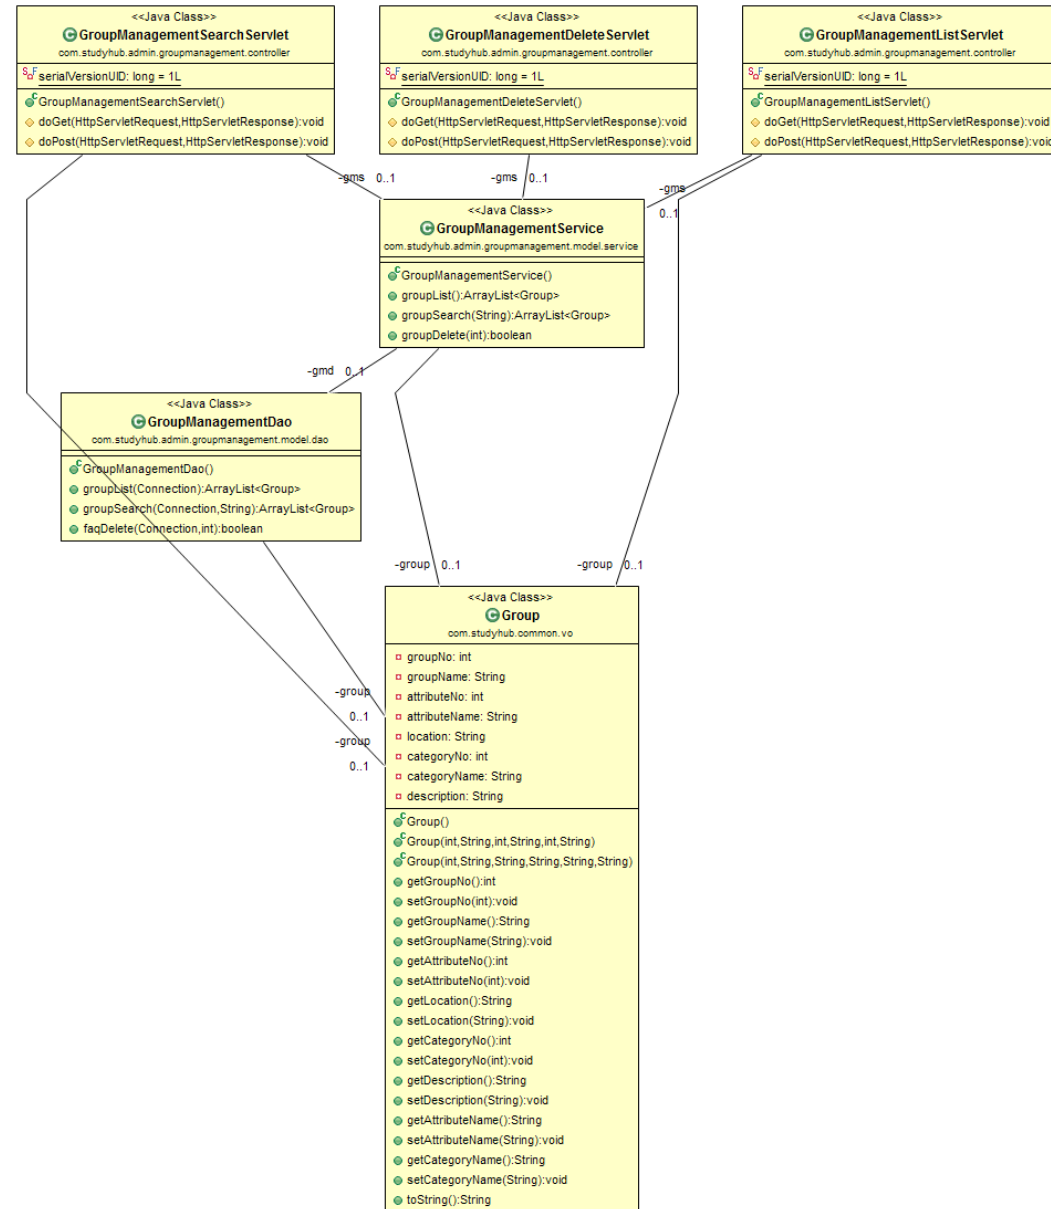 <<Java Class>>
GroupManagementSearchServlet
com.studyhub.admin.groupmanagement.controller
serialVersionUID: long = 1L
GroupManagementSearchServlet()
doGet(HttpServletRequest,HttpServletResponse):void
doPost(HttpServletRequest,HttpServletResponse):void
<<Java Class>>
GroupManagementDeleteServlet
com.studyhub.admin.groupmanagement.controller
serialVersionUID: long = 1L
GroupManagementDeleteServlet()
doGet(HttpServletRequest,HttpServletResponse):void
doPost(HttpServletRequest,HttpServletResponse):void
<<Java Class>>
GroupManagementListServlet
com.studyhub.admin.groupmanagement.controller
serialVersionUID: long = 1L
GroupManagementListServlet()
doGet(HttpServletRequest,HttpServletResponse):void
doPost(HttpServletRequest,HttpServletResponse):void
-gms 0..1
-gms 0..1
-gms
0..1
<<Java Class>>
GroupManagementService
com.studyhub.admin.groupmanagement.model.service
GroupManagementService()
groupList():ArrayList<Group>
groupSearch(String):ArrayList<Group>
groupDelete(int):boolean
-gmd 0..1
<<Java Class>>
GroupManagementDao
com.studyhub.admin.groupmanagement.model.dao
GroupManagementDao()
groupList(Connection):ArrayList<Group>
groupSearch(Connection,String):ArrayList<Group>
faqDelete(Connection,int):boolean
-group 0..1
-group 0..1
-group
0..1
-group
0..1
<<Java Class>>
Group
com.studyhub.common.vo
groupNo: int
groupName: String
attributeNo: int
attributeName: String
location: String
categoryNo: int
categoryName: String
description: String
Group()
Group(int,String,int,String,int,String)
Group(int,String,String,String,String,String)
getGroupNo():int
setGroupNo(int):void
getGroupName():String
setGroupName(String):void
getAttributeNo():int
setAttributeNo(int):void
getLocation():String
setLocation(String):void
getCategoryNo():int
setCategoryNo(int):void
getDescription():String
setDescription(String):void
getAttributeName():String
setAttributeName(String):void
getCategoryName():String
setCategoryName(String):void
toString():String